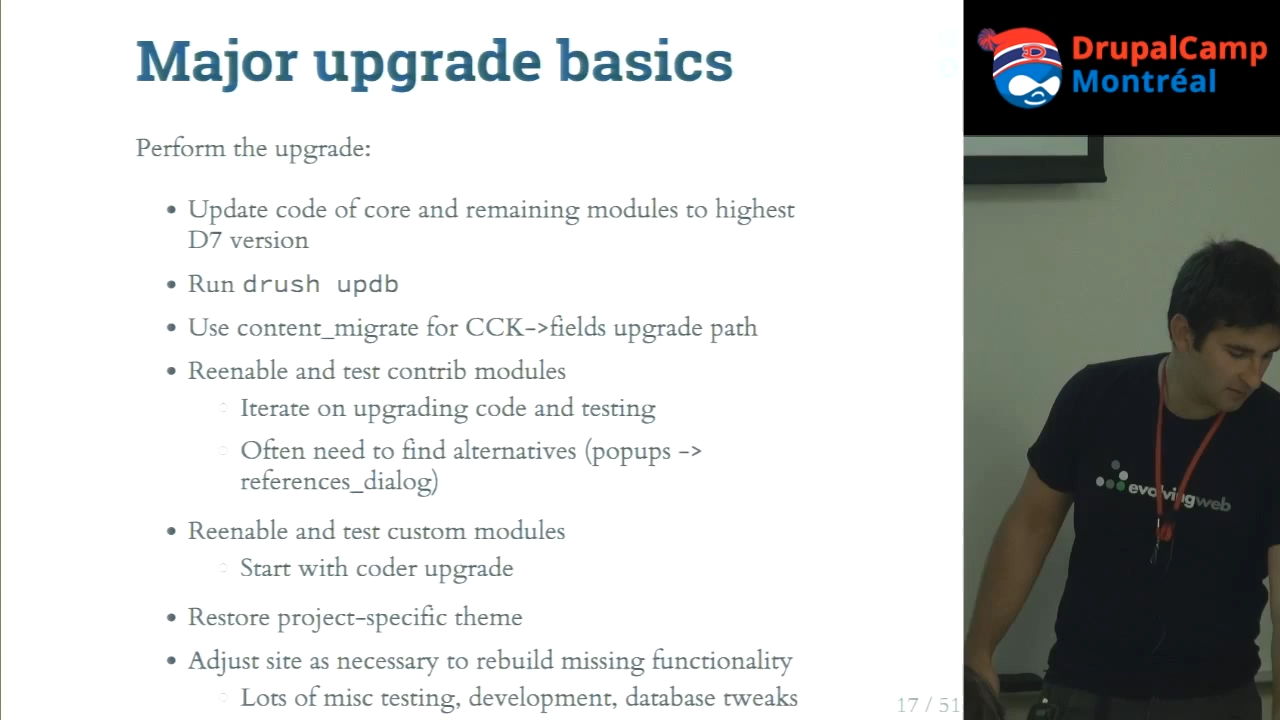 Major upgrade basics
Perform the upgrade:
• Update code of core and remaining modules to highest
D7 version
• Run drush updb
• Use content_migrate for CCK->fields upgrade path
• Reenable and test contrib modules
◦ Iterate on upgrading code and testing
◦ Often need to find alternatives (popups ->
references_dialog)
• Reenable and test custom modules
◦ Start with coder upgrade
• Restore project-specific theme
• Adjust site as necessary to rebuild missing functionality
◦ Lots of misc testing, development, database tweaks
17 / 51
DrupalCamp
Montréal
evolvingweb